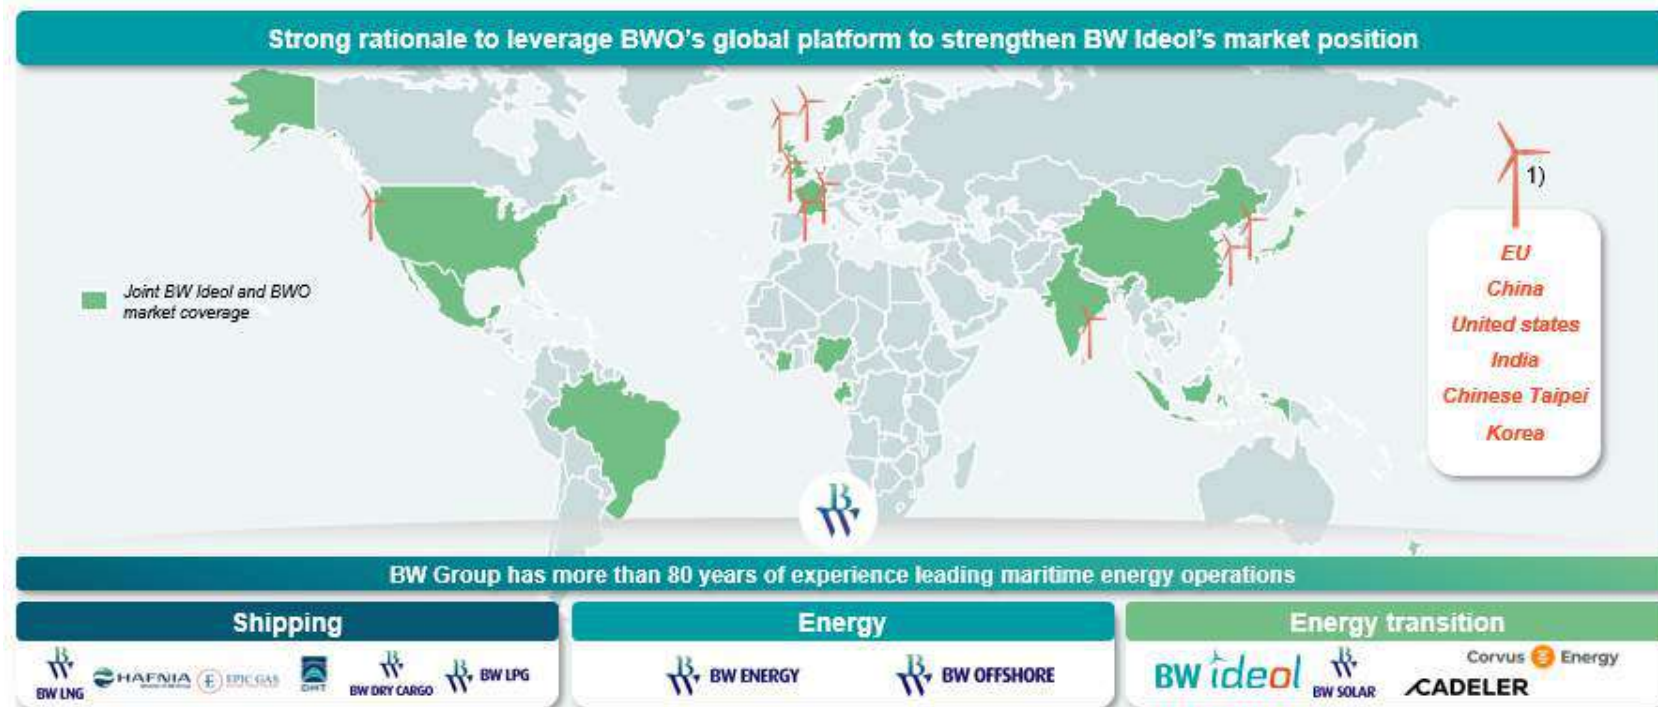 Strong rationale to leverage BWO's global platform to strengthen BW Ideol's market position
1)
EU
China
United states
India
Chinese Taipei
Korea
Joint BW Ideol and BWO
market coverage
BW
BW Group has more than 80 years of experience leading maritime energy operations
Shipping
Energy
Energy transition
BW LNG
HAFNIA
EPIC GAS
DHT
BW DRY CARGO
BW LPG
BW ENERGY
BW OFFSHORE
BW ideol
BW SOLAR
Corvus Energy
CADELER